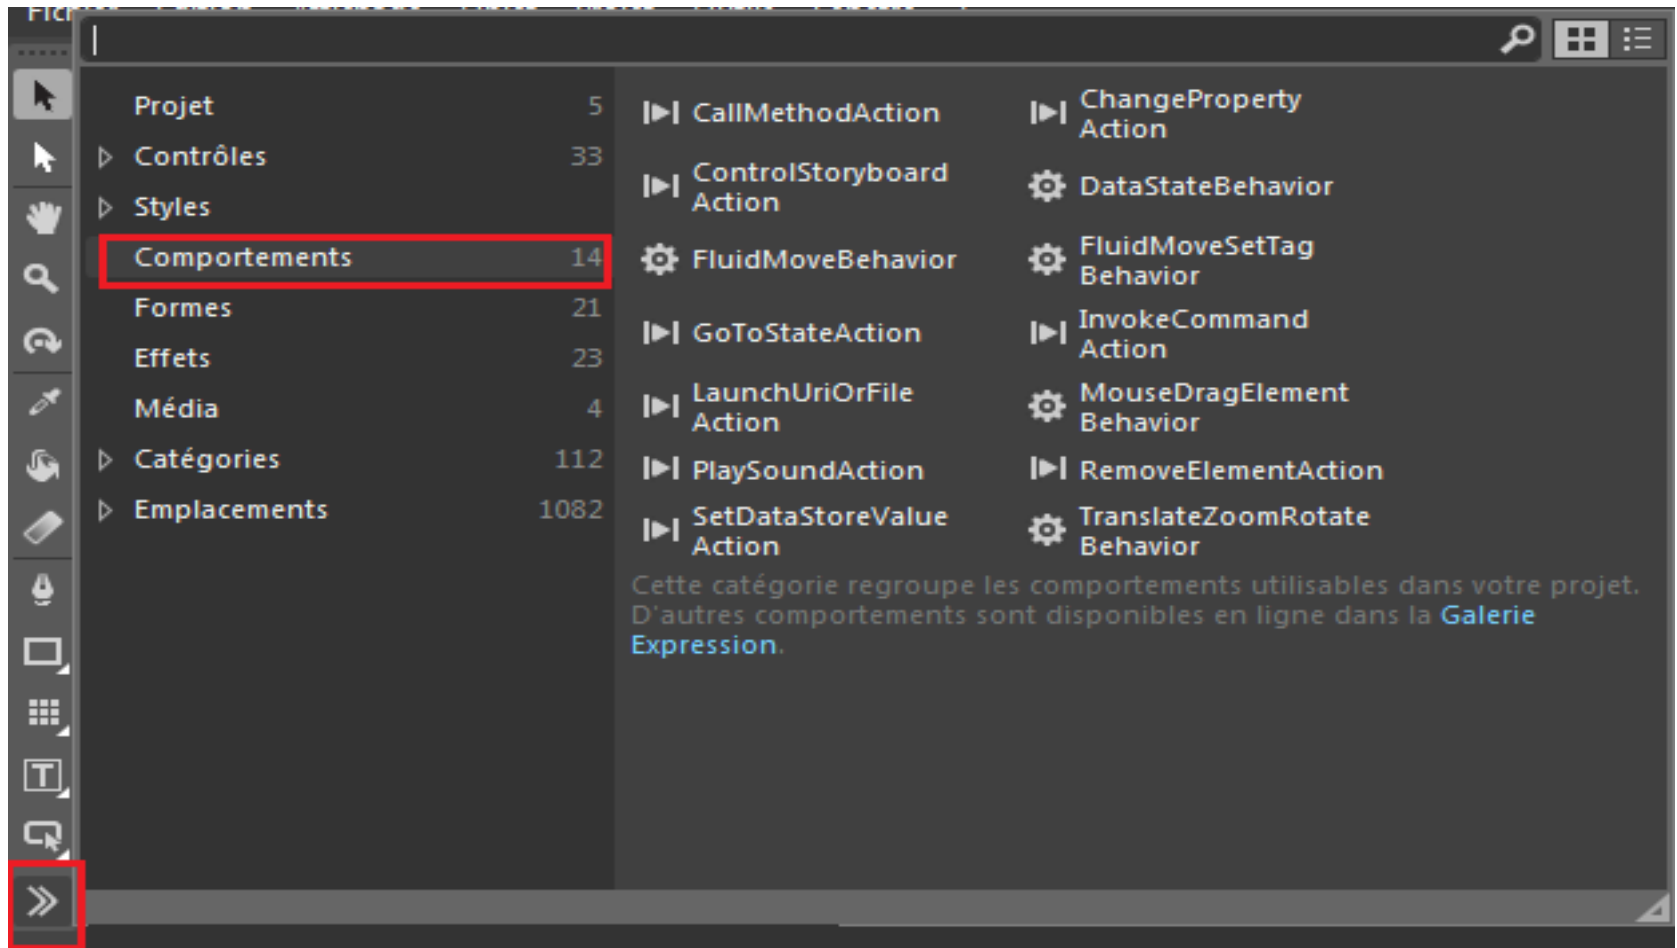 Projet 5
Contrôles 33
Styles
Comportements 14
Formes 21
Effets 23
Média 4
Catégories 112
Emplacements 1082
CallMethodAction
ChangeProperty
Action
ControlStoryboard
Action
DataStateBehavior
FluidMoveBehavior
FluidMoveSetTag
Behavior
GoToStateAction
InvokeCommand
Action
LaunchUriOrFile
Action
MouseDragElement
Behavior
PlaySoundAction
RemoveElementAction
SetDataStoreValue
Action
TranslateZoomRotate
Behavior
Cette catégorie regroupe les comportements utilisables dans votre projet.
D'autres comportements sont disponibles en ligne dans la Galerie
Expression.
T